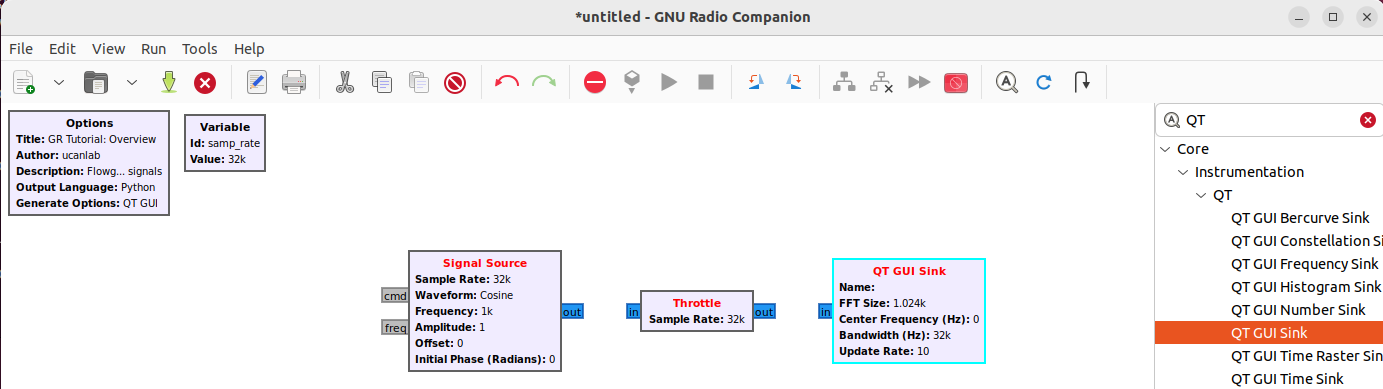 *untitled - GNU Radio Companion
File Edit View Run Tools Help
Options
Title: GR Tutorial: Overview
Author: ucanlab
Description: Flowg... signals
Output Language: Python
Generate Options: QT GUI
Variable
Id: samp_rate
Value: 32k
cmd
freq
Signal Source
Sample Rate: 32k
Waveform: Cosine
Frequency: 1k
Amplitude: 1
Offset: 0
Initial Phase (Radians): 0
out
in
Throttle
Sample Rate: 32k
out
in
QT GUI Sink
Name:
FFT Size: 1.024k
Center Frequency (Hz): 0
Bandwidth (Hz): 32k
Update Rate: 10
QT
Core
Instrumentation
QT
QT GUI Bercurve Sink
QT GUI Constellation Si
QT GUI Frequency Sink
QT GUI Histogram Sink
QT GUI Number Sink
QT GUI Sink
QT GUI Time Raster Sin
QT GUI Time Sink